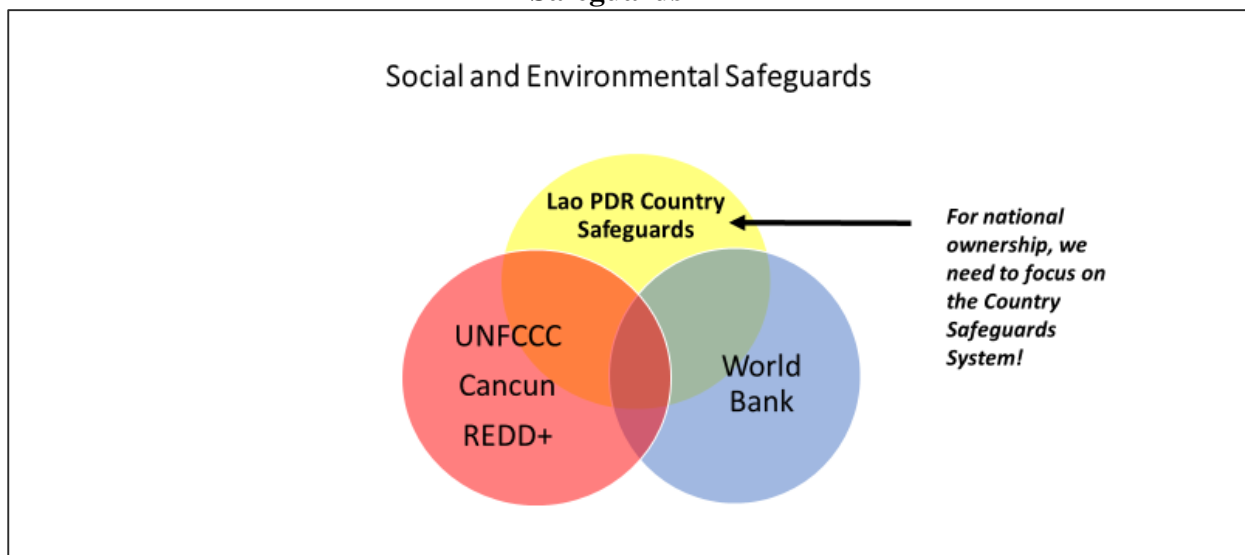 Safeguards
Social and Environmental Safeguards
Lao PDR Country
Safeguards
For national
ownership, we
need to focus on
the Country
Safeguards
System!
UNFCCC
Cancun
REDD+
World
Bank